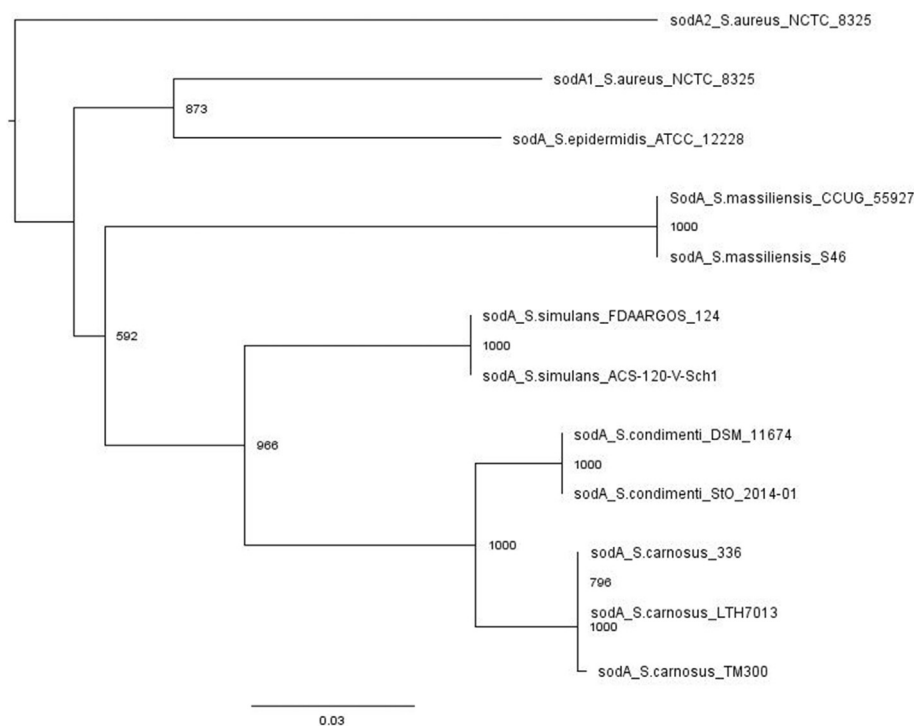 sodA2_S.aureus_NCTC_8325
sodA1_S.aureus_NCTC_8325
873
sodA_S.epidermidis_ATCC_12228
SodA_S.massiliensis_CCUG_55927
1000
sodA_S.massiliensis_S46
sodA_S.simulans_FDAARGOS_124
592
1000
sodA_S.simulans_ACS-120-V-Sch1
sodA_S.condimenti_DSM_11674
966
1000
sodA_S.condimenti_StO_2014-01
1000
sodA_S.carnosus_336
796
sodA_S.carnosus_LTH7013
1000
sodA_S.carnosus_TM300
0.03